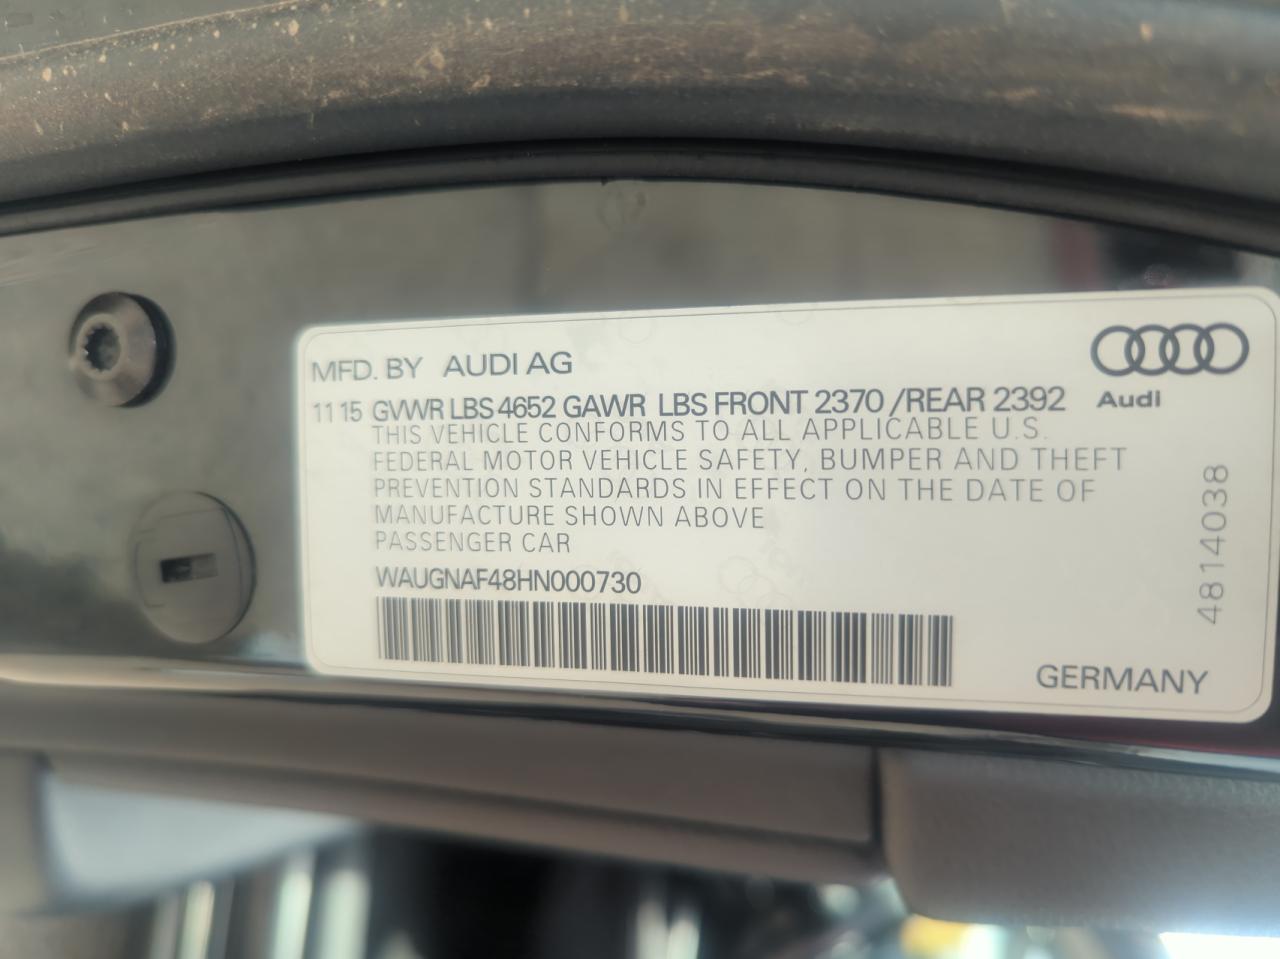 MFD. BY AUDI AG
11 15 GVWR LBS 4652 GAWR LBS FRONT 2370 /REAR 2392
Audi
THIS VEHICLE CONFORMS TO ALL APPLICABLE U.S.
FEDERAL MOTOR VEHICLE SAFETY, BUMPER AND THEFT
PREVENTION STANDARDS IN EFFECT ON THE DATE OF
MANUFACTURE SHOWN ABOVE
PASSENGER CAR
WAUGNAF48HN000730
4814038
GERMANY